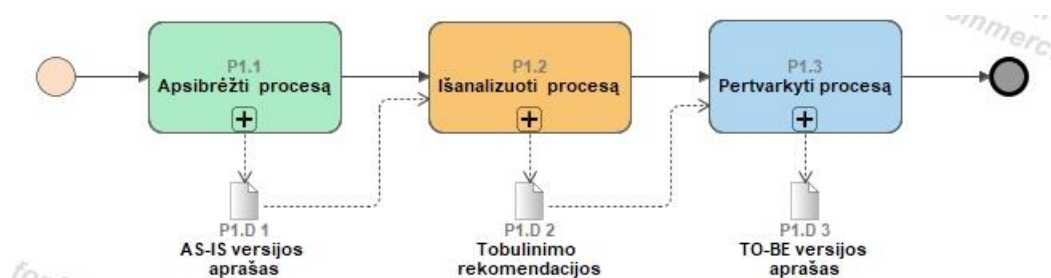 P1.1
Apsibrėžti procesą
P1.2
Išanalizuoti procesą
P1.3
Pertvarkyti procesą
P1.D 1
AS-IS versijos
aprašas
P1.D 2
Tobulinimo
rekomendacijos
P1.D 3
TO-BE versijos
aprašas